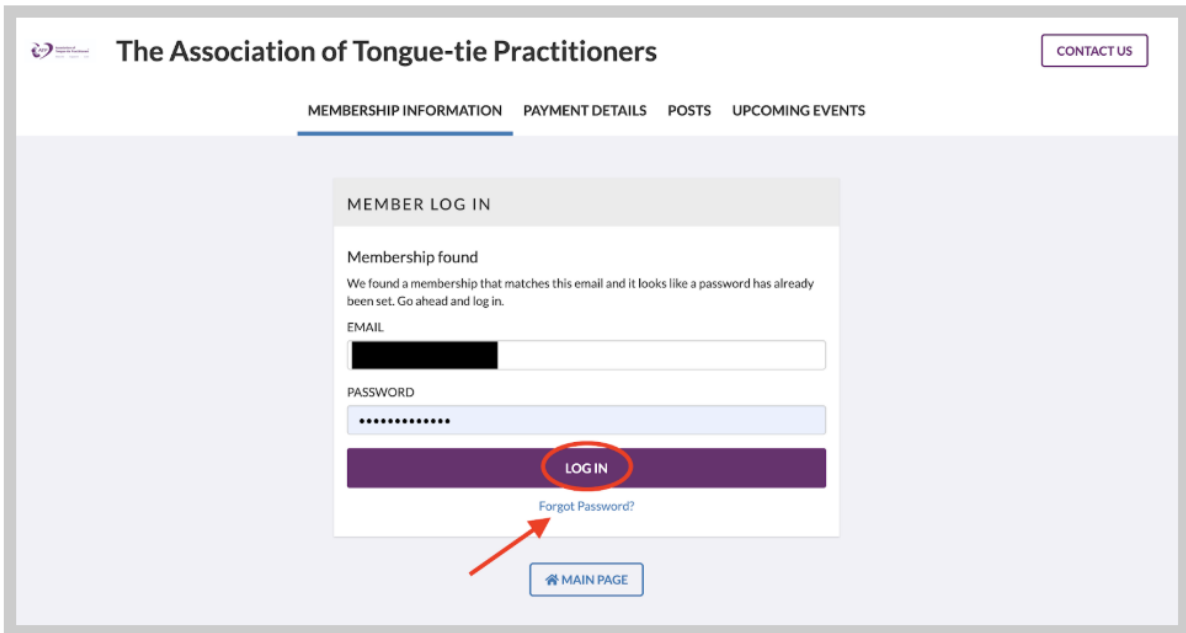 The Association of Tongue-tie Practitioners
CONTACT US
MEMBERSHIP INFORMATION PAYMENT DETAILS POSTS UPCOMING EVENTS
MEMBER LOG IN
Membership found
We found a membership that matches this email and it looks like a password has already
been set. Go ahead and log in.
EMAIL
PASSWORD
LOG IN
Forgot Password?
MAIN PAGE